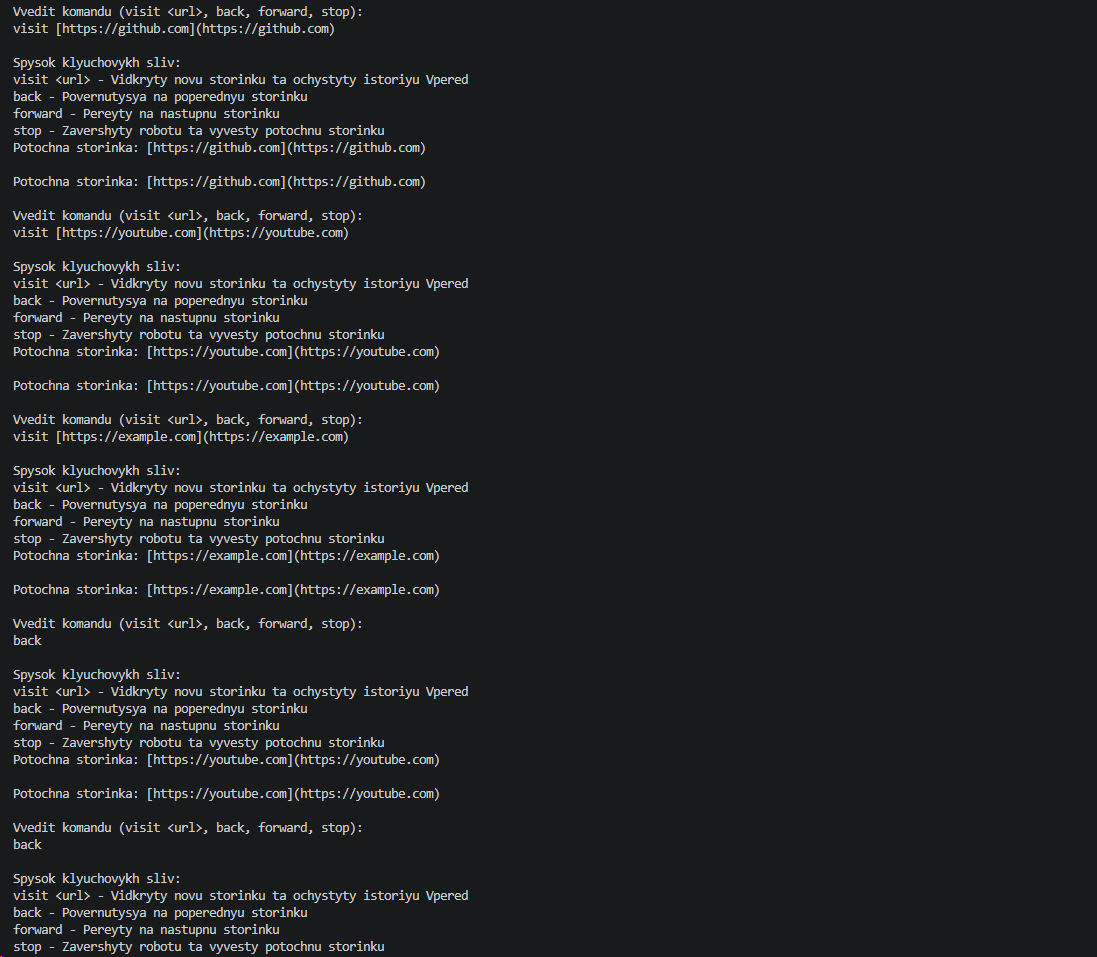 Vvedit komandu (visit <url>, back, forward, stop):
visit [https://github.com](https://github.com)
Spysok klyuchovykh sliv:
visit <url> - Vidkryty novu storinku ta ochystyty istoriyu Vpered
back - Povernutysya na poperednyu storinku
forward - Pereyty na nastupnu storinku
stop - Zavershyty robotu ta vyvesty potochnu storinku
Potochna storinka: [https://github.com](https://github.com)
Potochna storinka: [https://github.com](https://github.com)
Vvedit komandu (visit <url>, back, forward, stop):
visit [https://youtube.com](https://youtube.com)
Spysok klyuchovykh sliv:
visit <url> - Vidkryty novu storinku ta ochystyty istoriyu Vpered
back - Povernutysya na poperednyu storinku
forward - Pereyty na nastupnu storinku
stop - Zavershyty robotu ta vyvesty potochnu storinku
Potochna storinka: [https://youtube.com](https://youtube.com)
Potochna storinka: [https://youtube.com](https://youtube.com)
Vvedit komandu (visit <url>, back, forward, stop):
visit [https://example.com](https://example.com)
Spysok klyuchovykh sliv:
visit <url> - Vidkryty novu storinku ta ochystyty istoriyu Vpered
back - Povernutysya na poperednyu storinku
forward - Pereyty na nastupnu storinku
stop - Zavershyty robotu ta vyvesty potochnu storinku
Potochna storinka: [https://example.com](https://example.com)
Potochna storinka: [https://example.com](https://example.com)
Vvedit komandu (visit <url>, back, forward, stop):
back
Spysok klyuchovykh sliv:
visit <url> - Vidkryty novu storinku ta ochystyty istoriyu Vpered
back - Povernutysya na poperednyu storinku
forward - Pereyty na nastupnu storinku
stop - Zavershyty robotu ta vyvesty potochnu storinku
Potochna storinka: [https://youtube.com](https://youtube.com)
Potochna storinka: [https://youtube.com](https://youtube.com)
Vvedit komandu (visit <url>, back, forward, stop):
back
Spysok klyuchovykh sliv:
visit <url> - Vidkryty novu storinku ta ochystyty istoriyu Vpered
back - Povernutysya na poperednyu storinku
forward - Pereyty na nastupnu storinku
stop - Zavershyty robotu ta vyvesty potochnu storinku